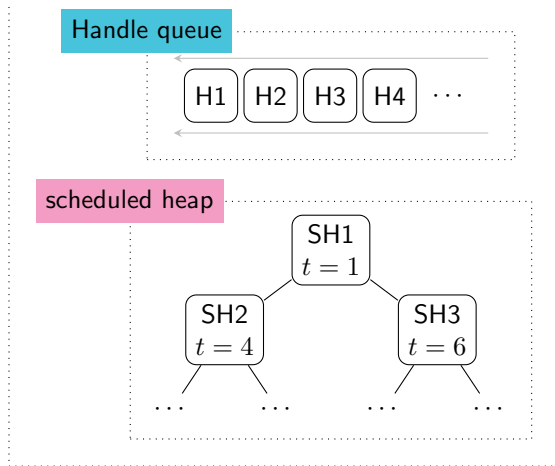 Handle queue
H1 H2 H3 H4 ...
scheduled heap
SH1
t = 1
SH2 SH3
t = 4 t = 6
... ... ... ...